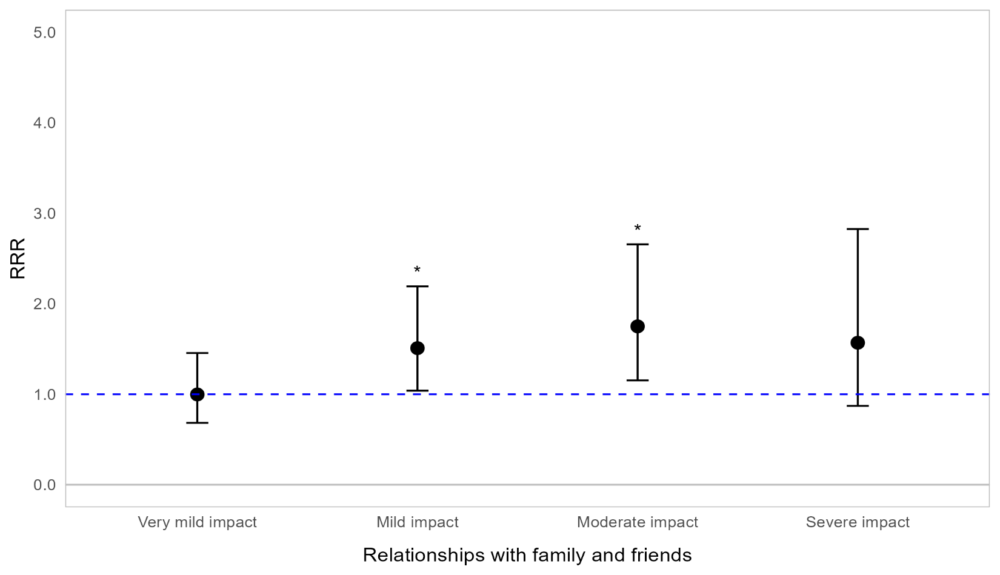 5.0
4.0
3.0
2.0
1.0
0.0
RRR
*
*
Very mild impact
Mild impact
Moderate impact
Severe impact
Relationships with family and friends